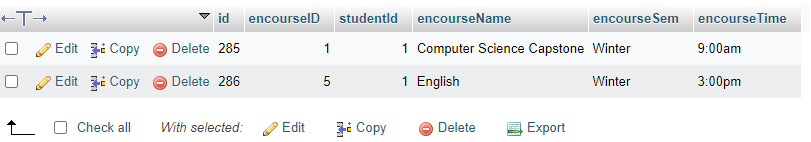 id encourseID studentId encourseName encourseSem encourseTime
Edit Copy Delete 285 1 1 Computer Science Capstone Winter 9:00am
Edit Copy Delete 286 5 1 English Winter 3:00pm
Check all With selected: Edit Copy Delete Export